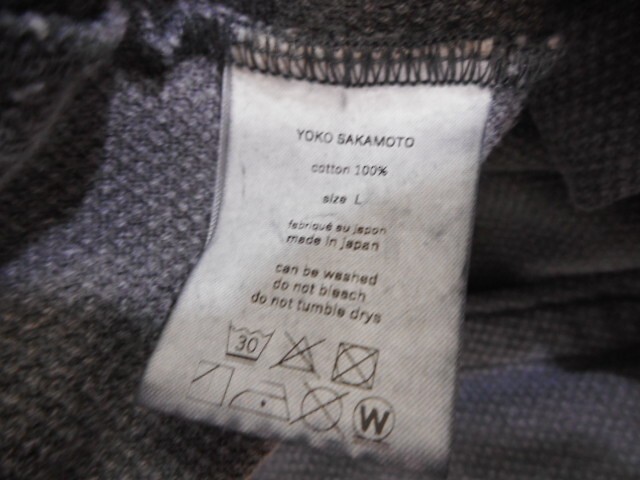 YOKO SAKAMOTO
cotton 100%
size L
fabriqué au japon
made in japan
can be washed
do not bleach
do not tumble drys
30
W